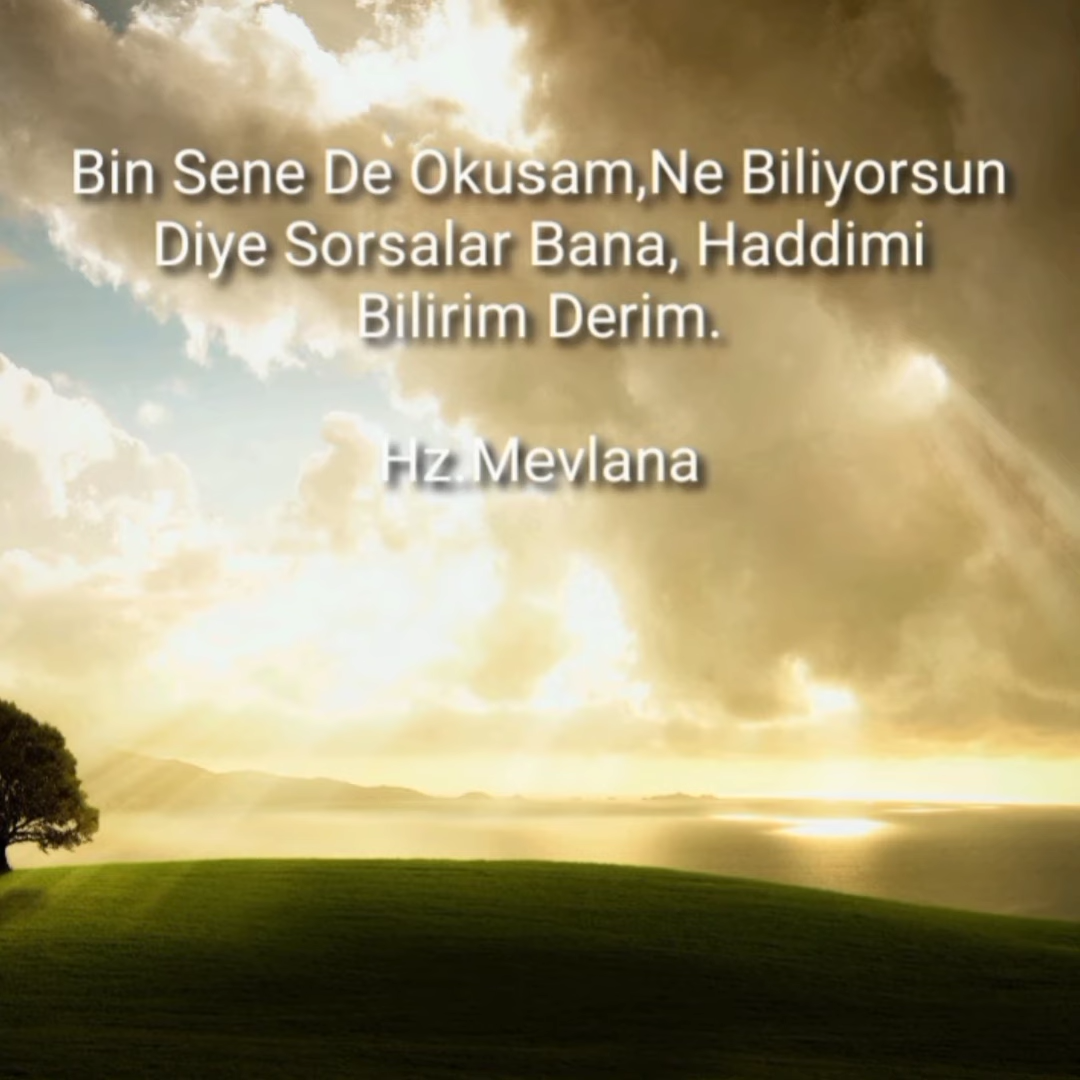 Bin Sene De Okusam,Ne Biliyorsun
Diye Sorsalar Bana, Haddimi
Bilirim Derim.
Hz.Mevlana